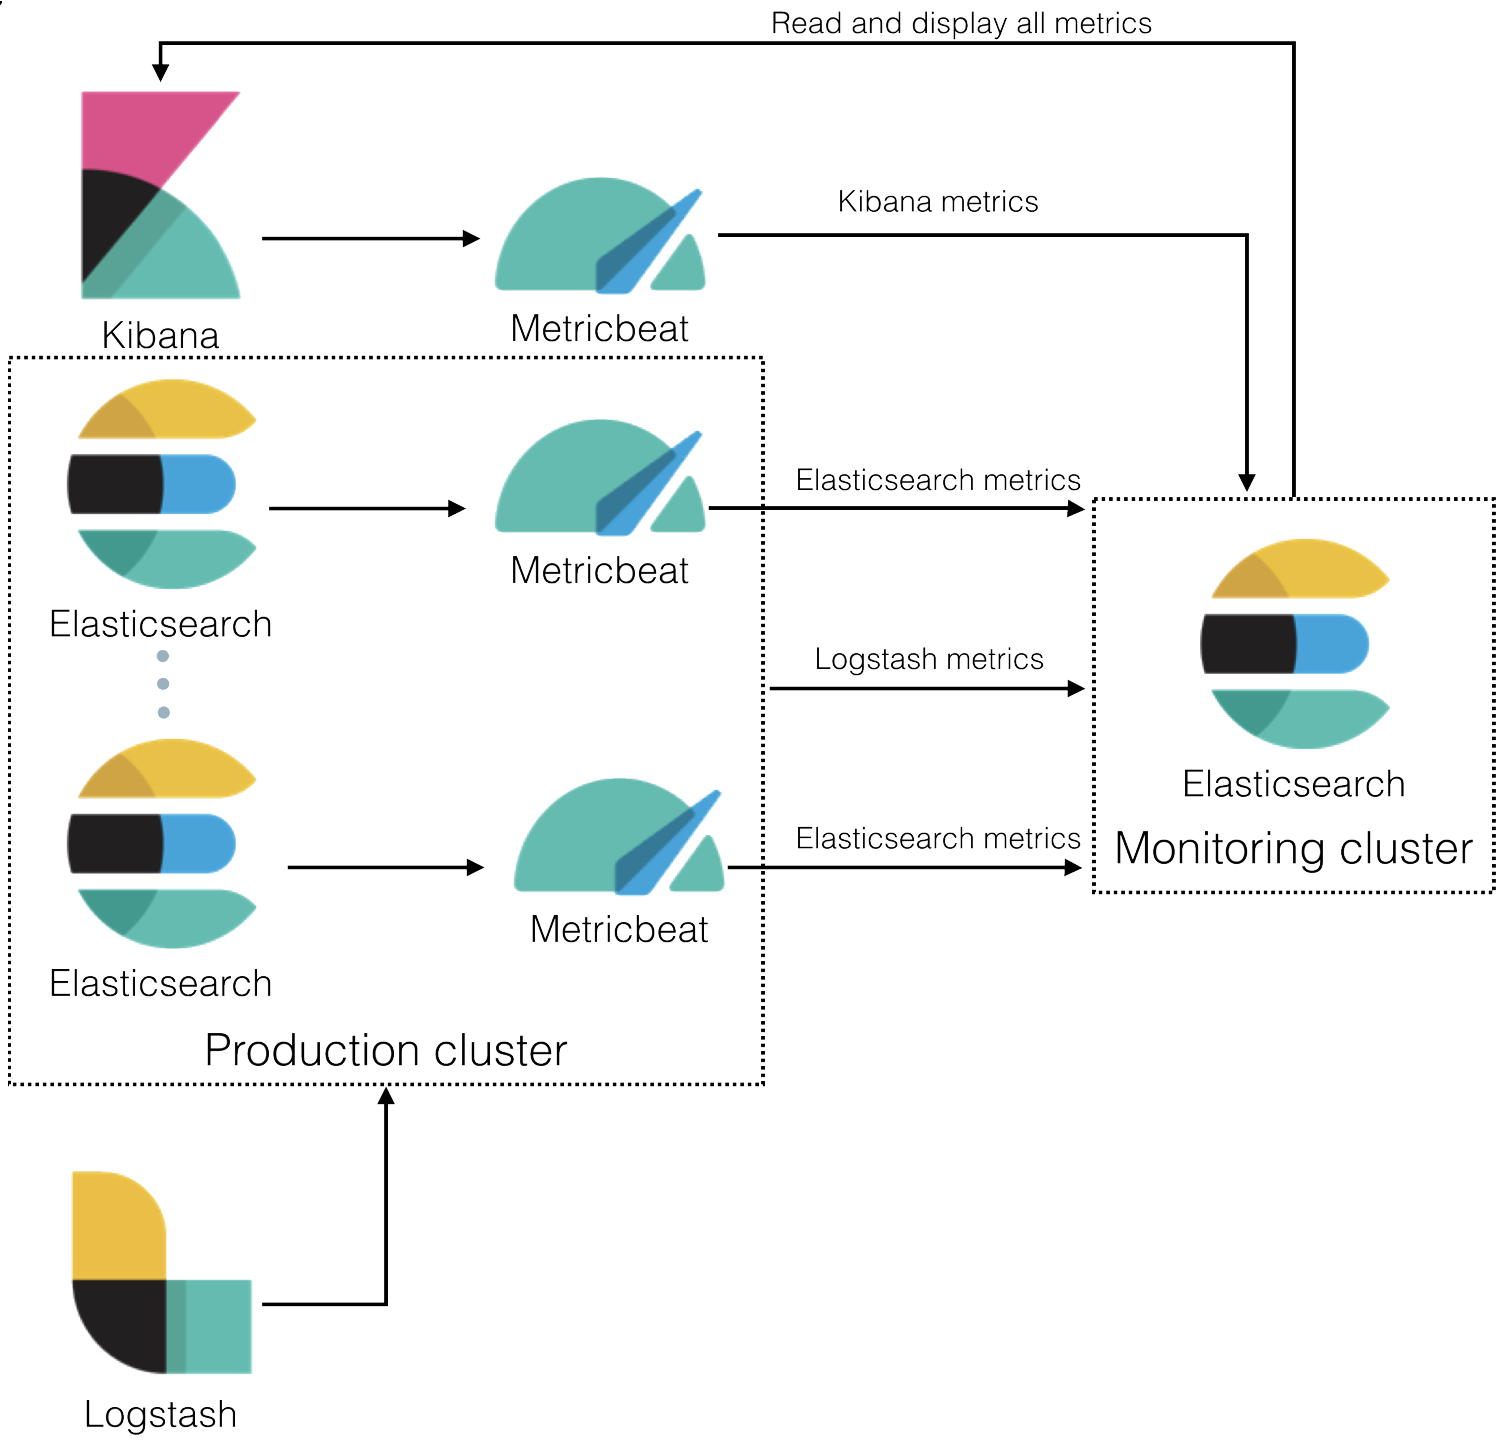 Read and display all metrics
Kibana metrics
Kibana
Metricbeat
Elasticsearch metrics
Metricbeat
Elasticsearch
Logstash metrics
Elasticsearch
Monitoring cluster
Elasticsearch metrics
Metricbeat
Elasticsearch
Production cluster
Logstash